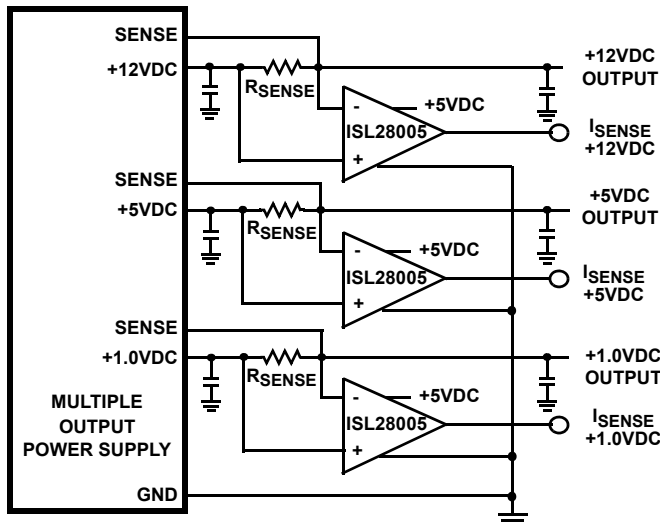 SENSE
+12VDC
RSENSE
+5VDC
-
ISL28005
+
+12VDC
OUTPUT
ISENSE
+12VDC
SENSE
+5VDC
RSENSE
+5VDC
-
ISL28005
+
+5VDC
OUTPUT
ISENSE
+5VDC
SENSE
+1.0VDC
RSENSE
+5VDC
-
ISL28005
+
+1.0VDC
OUTPUT
ISENSE
+1.0VDC
MULTIPLE
OUTPUT
POWER SUPPLY
GND